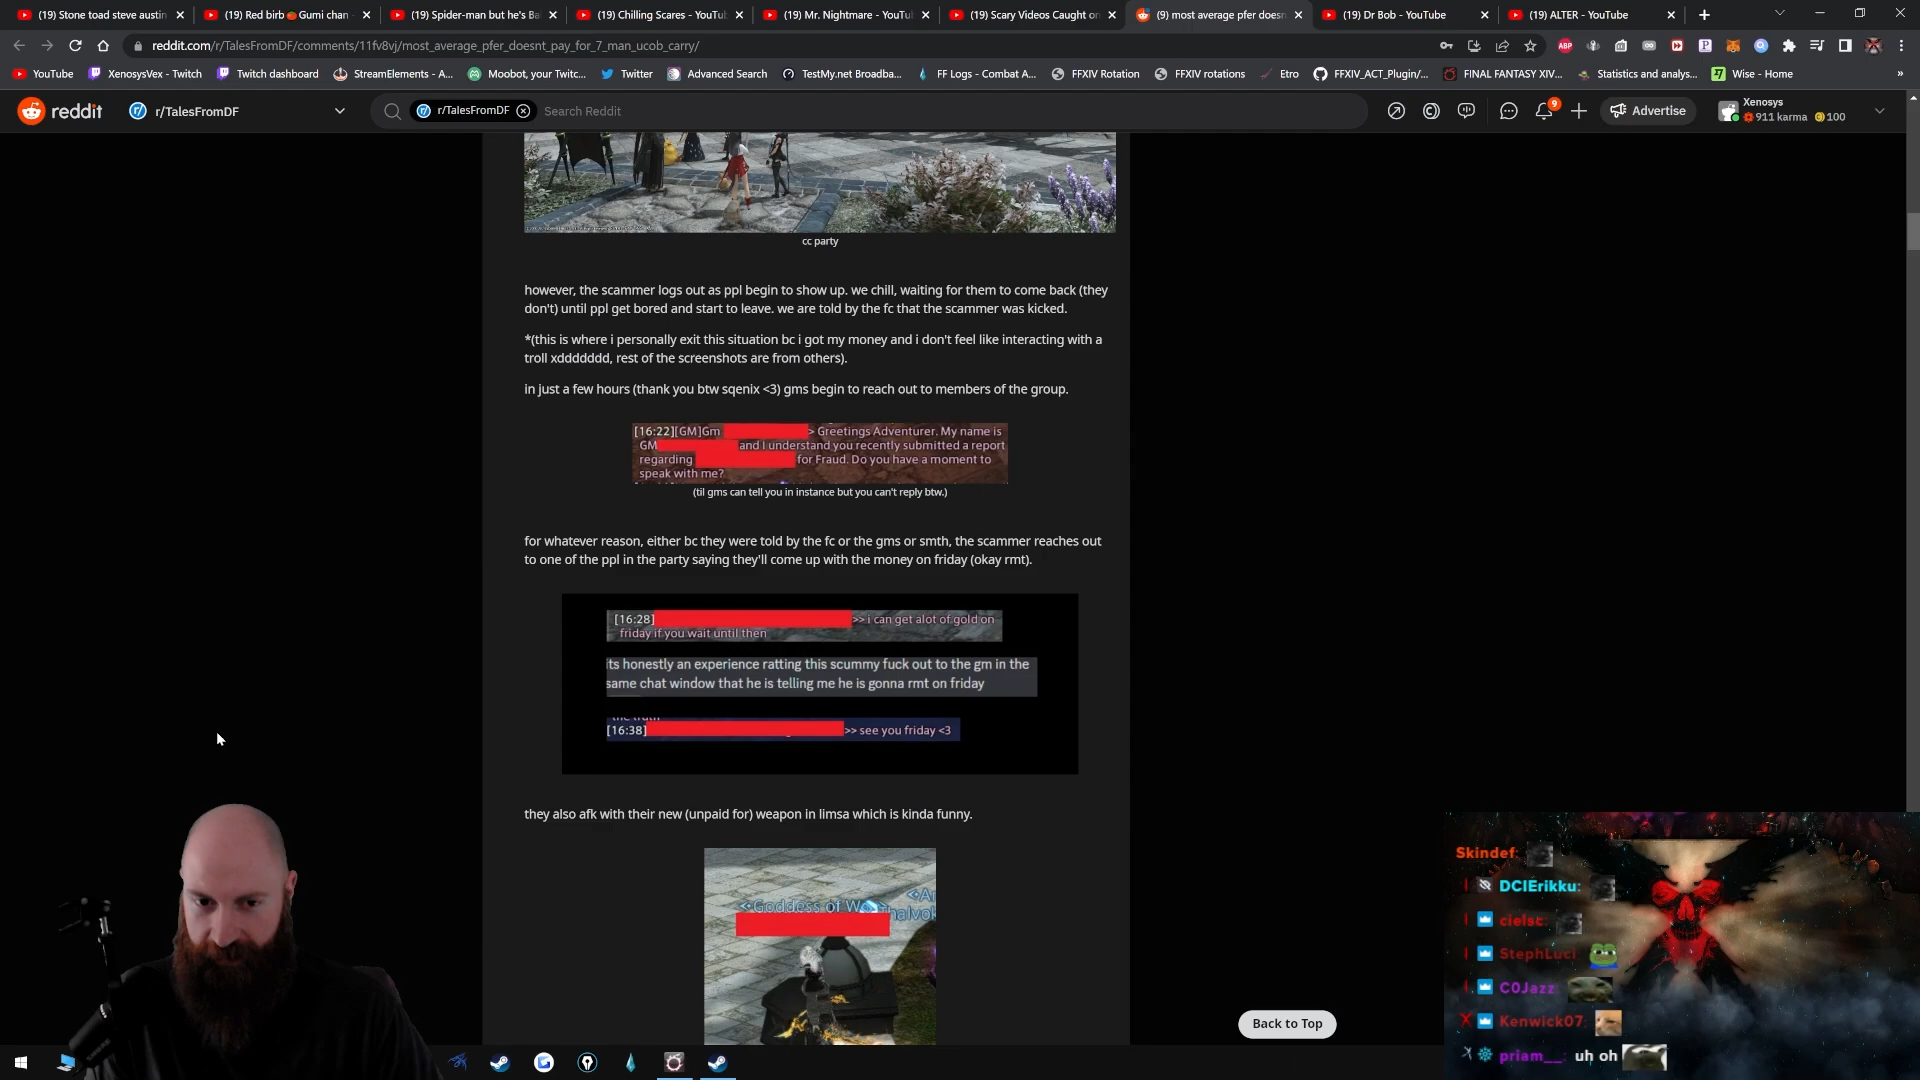 (19) Stone toad steve austin
(19) Red birb Gumi chan -
(19) Spider-man but he's Ba
(19) Chilling Scares - YouTu
(19) Mr. Nightmare - YouTu
(19) Scary Videos Caught on
(9) most average pfer doesn
(19) Dr Bob - YouTube
(19) ALTER - YouTube
reddit.com/r/TalesFromDF/comments/11fv8vj/most_average_pfer_doesnt_pay_for_7_man_ucob_carry/
ABP
YouTube
XenosysVex - Twitch
Twitch dashboard
StreamElements - A...
Moobot, your Twitc...
Twitter
Advanced Search
TestMy.net Broadba...
FF Logs - Combat A...
FFXIV Rotation
FFXIV rotations
Etro
FFXIV_ACT_Plugin/...
FINAL FANTASY XIV...
Statistics and analys...
Wise - Home
»
reddit
r/TalesFromDF
r/TalesFromDF
Search Reddit
9
Advertise
Xenosys
911 karma
100
cc party
however, the scammer logs out as ppl begin to show up. we chill, waiting for them to come back (they
don't) until ppl get bored and start to leave. we are told by the fc that the scammer was kicked.
*(this is where i personally exit this situation bc i got my money and i don't feel like interacting with a
troll xddddddd, rest of the screenshots are from others).
in just a few hours (thank you btw sqenix <3) gms begin to reach out to members of the group.
[16:22][GM]Gm > Greetings Adventurer. My name is
GM and I understand you recently submitted a report
regarding for Fraud. Do you have a moment to
speak with me?
(til gms can tell you in instance but you can't reply btw.)
for whatever reason, either bc they were told by the fc or the gms or smth, the scammer reaches out
to one of the ppl in the party saying they'll come up with the money on friday (okay rmt).
[16:28] >> i can get alot of gold on
friday if you wait until then
its honestly an experience ratting this scummy fuck out to the gm in the
same chat window that he is telling me he is gonna rmt on friday
the truth
[16:38] >> see you friday <3
they also afk with their new (unpaid for) weapon in limsa which is kinda funny.
Goddess of
Back to Top
Skindef:
DCIErikku:
cielsc:
StephLuci:
C0Jazz:
Kenwick07:
priam__: uh oh